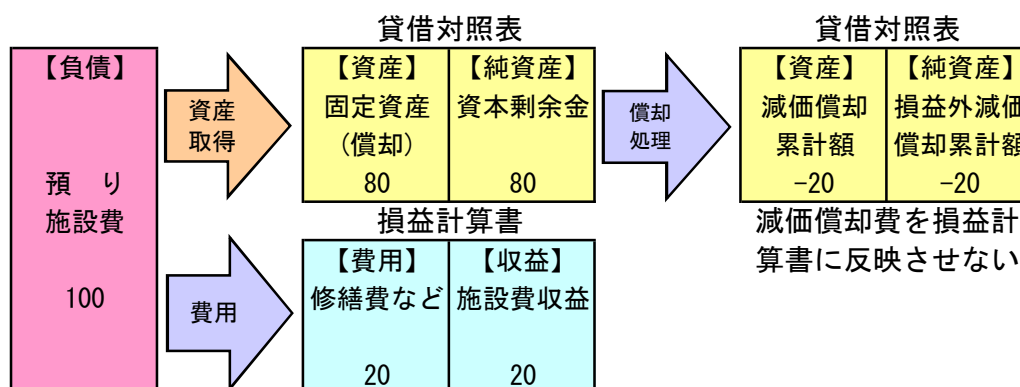 【負債】
預 り
施設費
100
資産
取得
費用
貸借対照表
【資産】
固定資産
(償却)
80
【純資産】
資本剰余金
80
損益計算書
【費用】
修繕費など
20
【収益】
施設費収益
20
償却
処理
貸借対照表
【資産】
減価償却
累計額
-20
【純資産】
損益外減価
償却累計額
-20
減価償却費を損益計
算書に反映させない